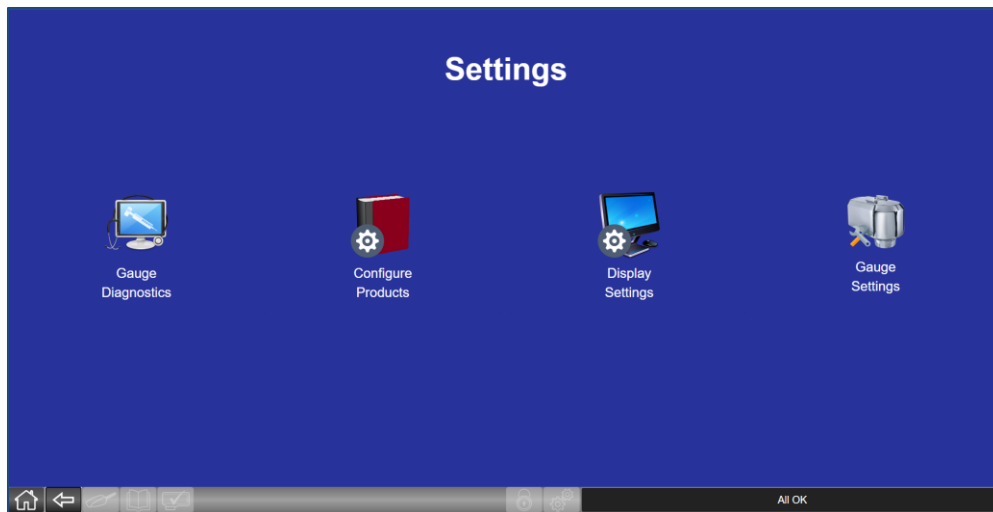 Settings
Gauge
Diagnostics
Configure
Products
Display
Settings
Gauge
Settings
All OK